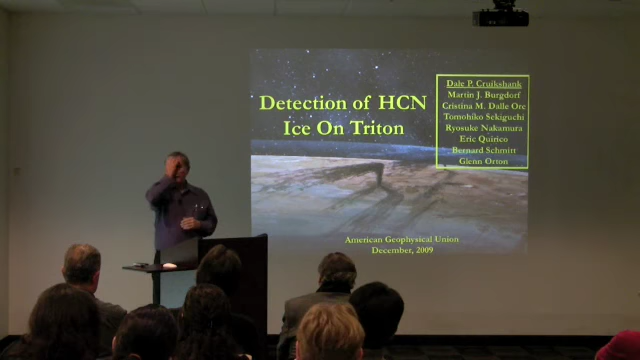 Detection of HCN
Ice On Triton
Dale P. Cruikshank
Martin J. Burgdorf
Cristina M. Dalle Ore
Tomohiko Sekiguchi
Ryosuke Nakamura
Eric Quirico
Bernard Schmitt
Glenn Orton
American Geophysical Union
December, 2009